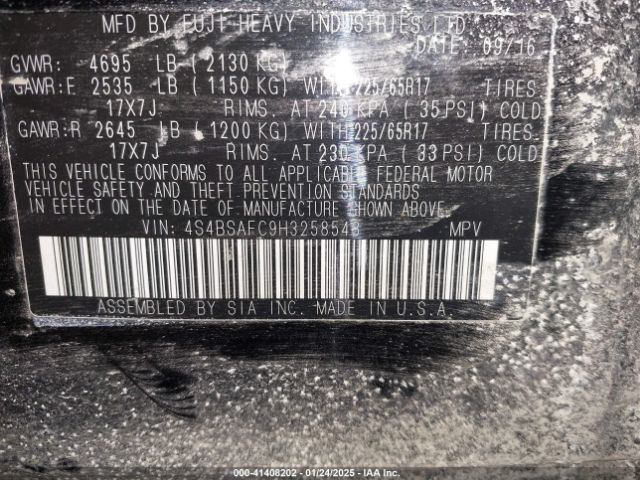 MFD BY FUJI HEAVY INDUSTRIES LTD
DATE: 09/16
GVWR: 4695 LB (2130 KG)
GAWR:F 2535 LB (1150 KG) WITH 225/65R17 TIRES
17X7J RIMS. AT 240 KPA (35 PSI) COLD
GAWR:R 2645 LB (1200 KG) WITH 225/65R17 TIRES.
17X7J RIMS. AT 230 KPA (33 PSI) COLD
THIS VEHICLE CONFORMS TO ALL APPLICABLE FEDERAL MOTOR
VEHICLE SAFETY AND THEFT PREVENTION STANDARDS
IN EFFECT ON THE DATE OF MANUFACTURE SHOWN ABOVE.
VIN: 4S4BSAFC9H3258543 MPV
ASSEMBLED BY SIA INC. MADE IN U.S.A.
000-41408202 - 01/24/2025 - IAA Inc.